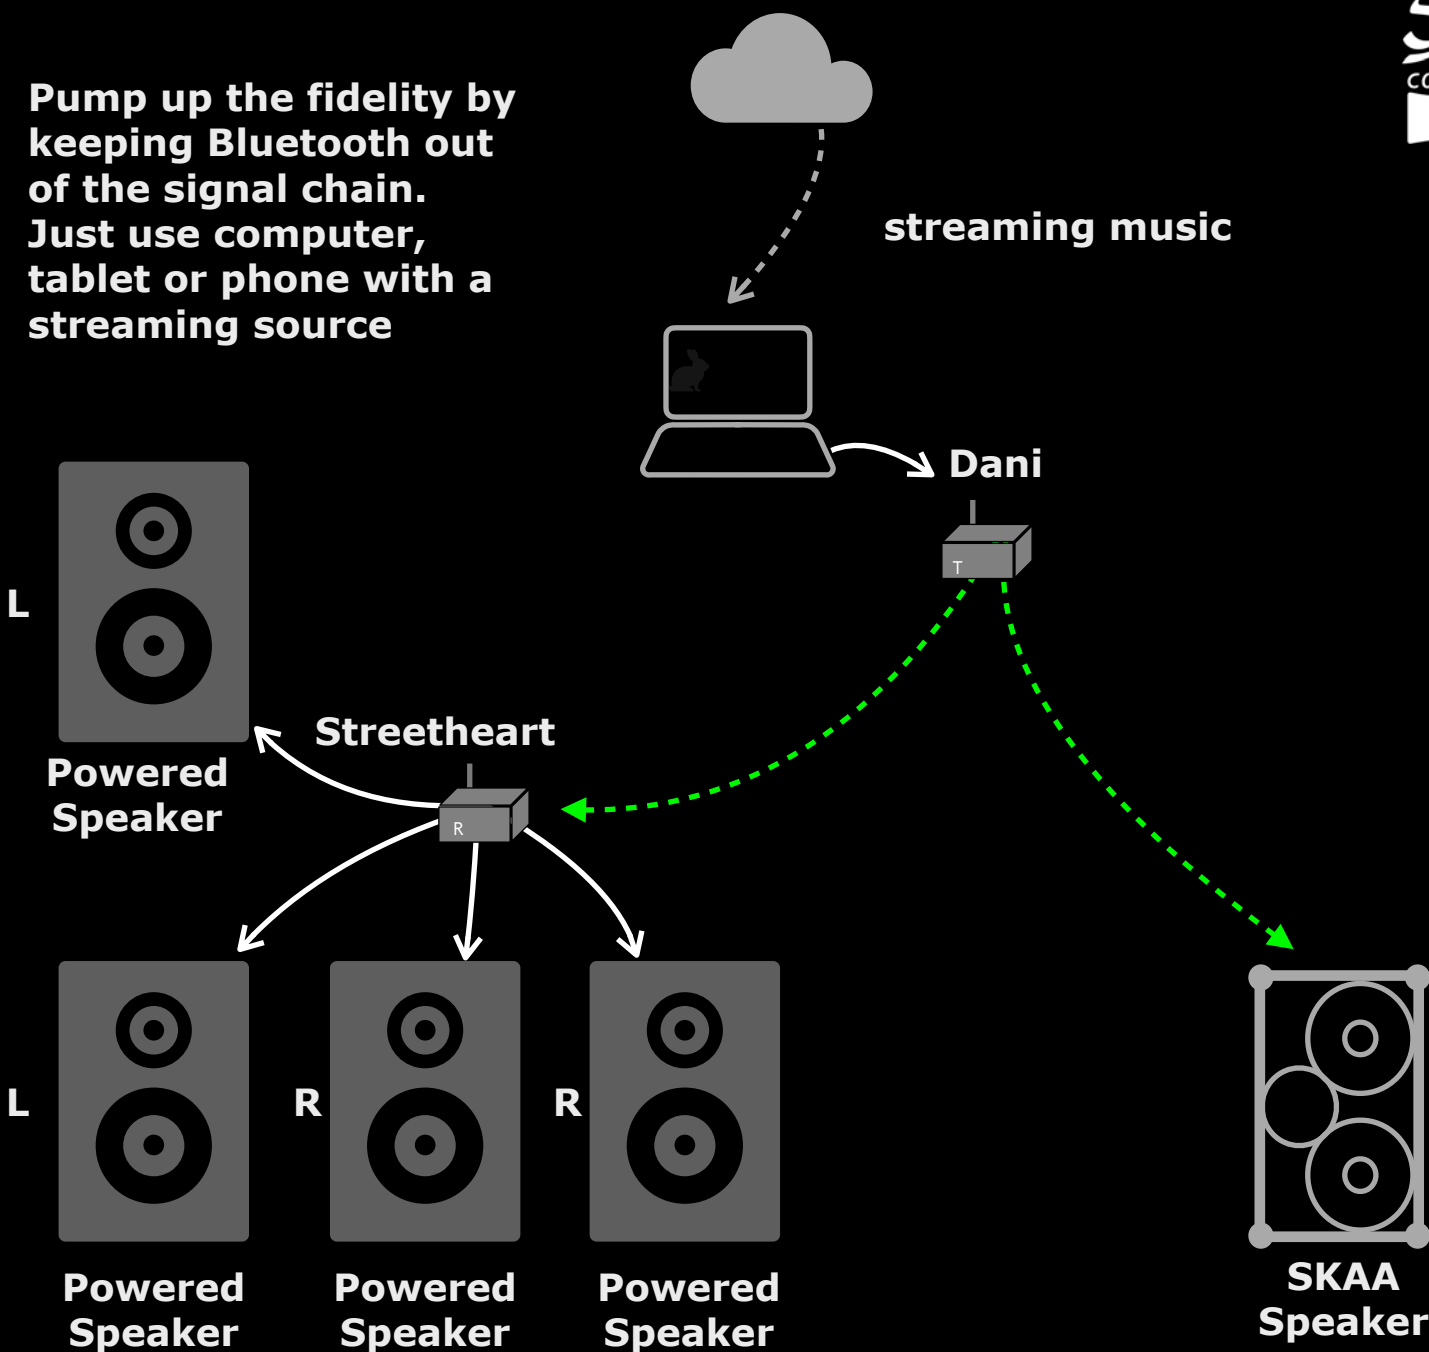 Pump up the fidelity by
keeping Bluetooth out
of the signal chain.
Just use computer,
tablet or phone with a
streaming source
streaming music
Dani
T
L
Streetheart
R
Powered
Speaker
L
R
R
Powered
Speaker
Powered
Speaker
Powered
Speaker
SKAA
Speaker